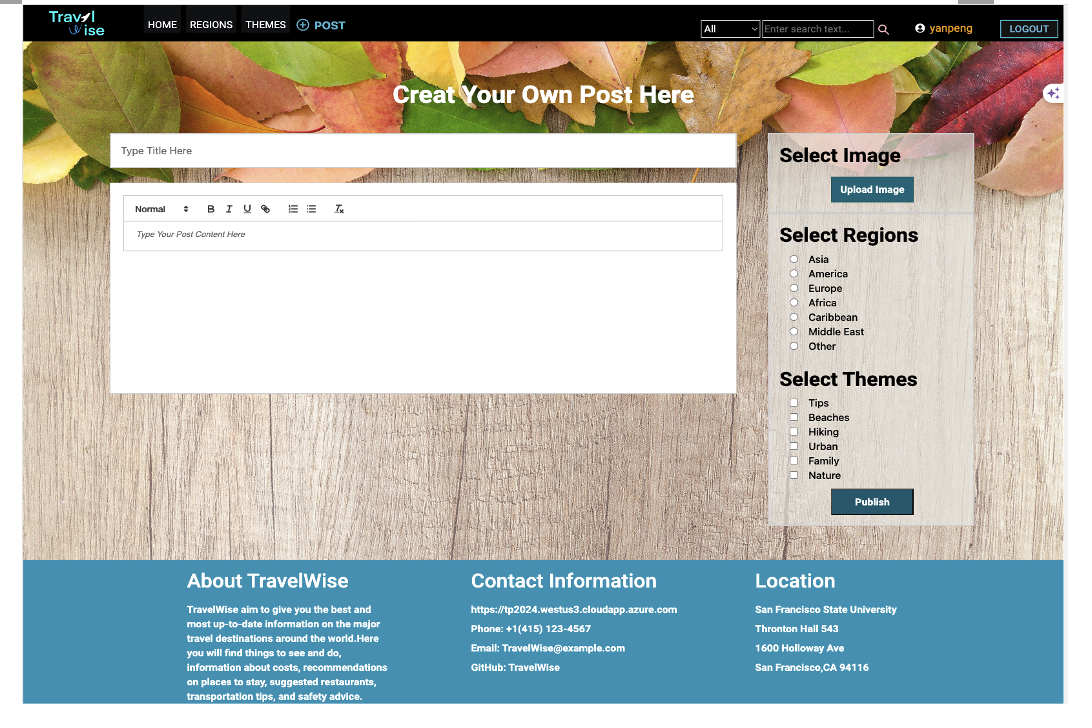 Travel
Wise
HOME REGIONS THEMES POST
All Enter search text... yanpeng LOGOUT
Creat Your Own Post Here
Type Title Here
Normal B I U
Type Your Post Content Here
Select Image
Upload Image
Select Regions
Asia
America
Europe
Africa
Caribbean
Middle East
Other
Select Themes
Tips
Beaches
Hiking
Urban
Family
Nature
Publish
About TravelWise
TravelWise aim to give you the best and
most up-to-date information on the major
travel destinations around the world.Here
you will find things to see and do,
information about costs, recommendations
on places to stay, suggested restaurants,
transportation tips, and safety advice.
Contact Information
https://tp2024.westus3.cloudapp.azure.com
Phone: +1(415) 123-4567
Email: TravelWise@example.com
GitHub: TravelWise
Location
San Francisco State University
Thronton Hall 543
1600 Holloway Ave
San Francisco,CA 94116